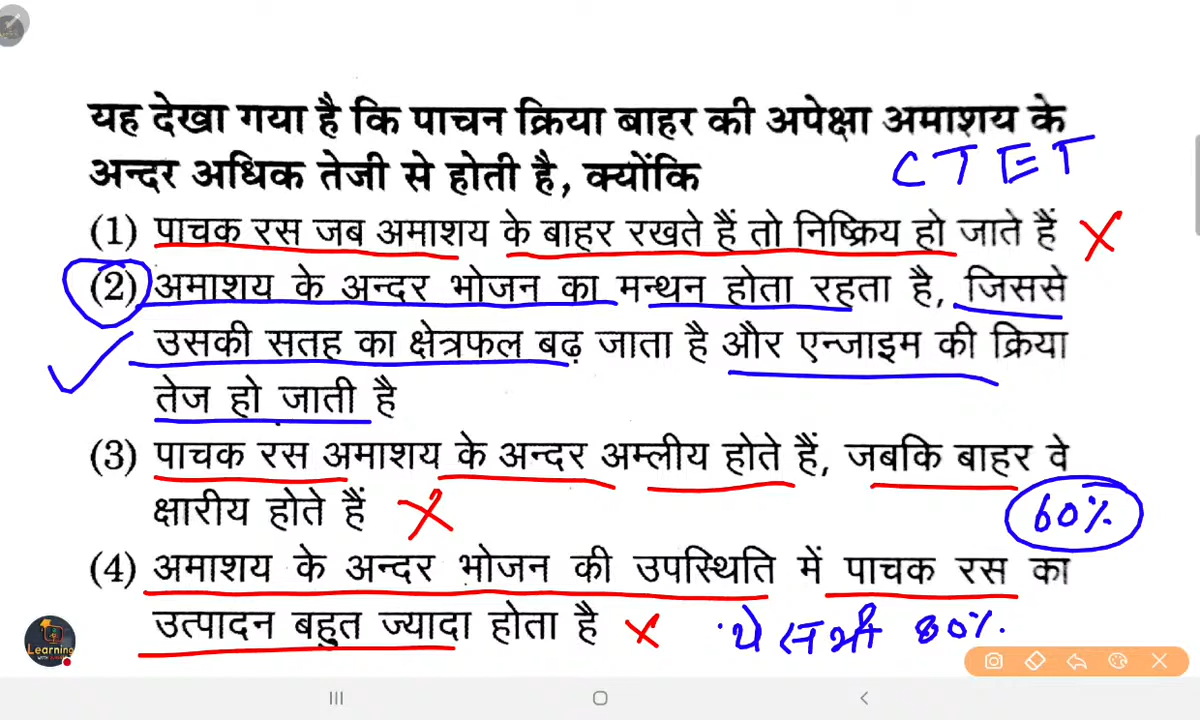 यह देखा गया है कि पाचन क्रिया बाहर की अपेक्षा अमाशय के
अन्दर अधिक तेजी से होती है, क्योंकि
CTET
(1) पाचक रस जब अमाशय के बाहर रखते हैं तो निष्क्रिय हो जाते हैं
(2) अमाशय के अन्दर भोजन का मन्थन होता रहता है, जिससे
उसकी सतह का क्षेत्रफल बढ़ जाता है और एन्जाइम की क्रिया
तेज हो जाती है
(3) पाचक रस अमाशय के अन्दर अम्लीय होते हैं, जबकि बाहर वे
क्षारीय होते हैं
60%
(4) अमाशय के अन्दर भोजन की उपस्थिति में पाचक रस का
उत्पादन बहुत ज्यादा होता है
ये सभी 80%.
Learning